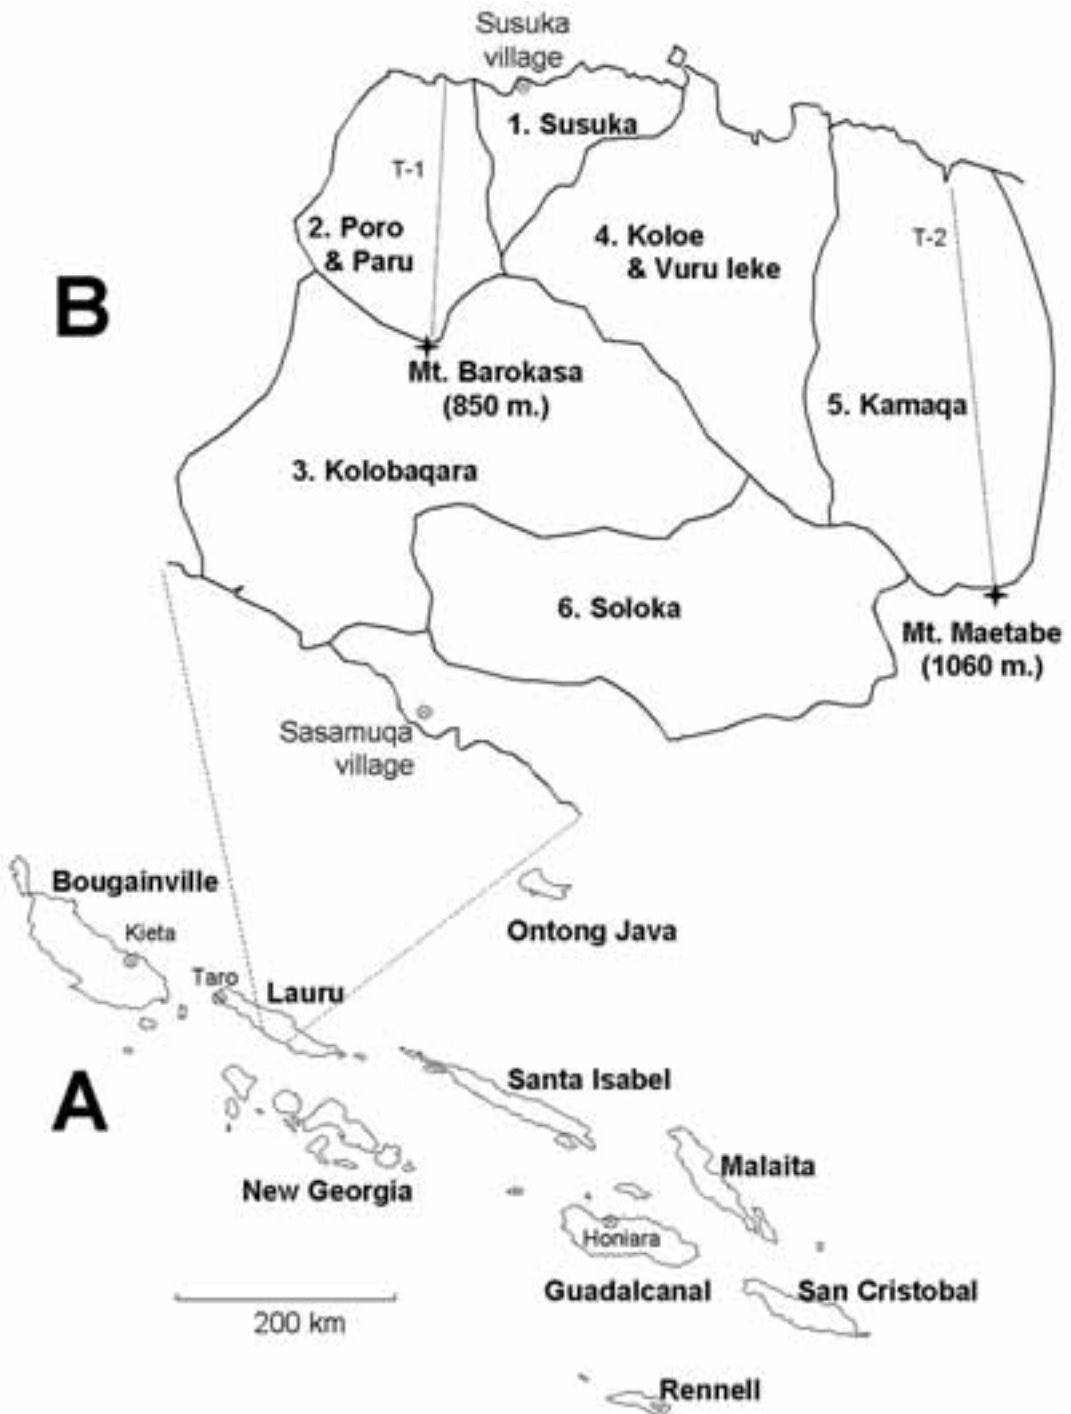 Susuka
village
1. Susuka
T-1
2. Poro
& Paru
4. Koloe
& Vuru leke
T-2
B
Mt. Barokasa
(850 m.)
5. Kamaqa
3. Kolobaqara
6. Soloka
Mt. Maetabe
(1060 m.)
Sasamuqa
village
Bougainville
Kieta
Ontong Java
Taro
Lauru
A
Santa Isabel
New Georgia
Malaita
Honiara
Guadalcanal
San Cristobal
200 km
Rennell